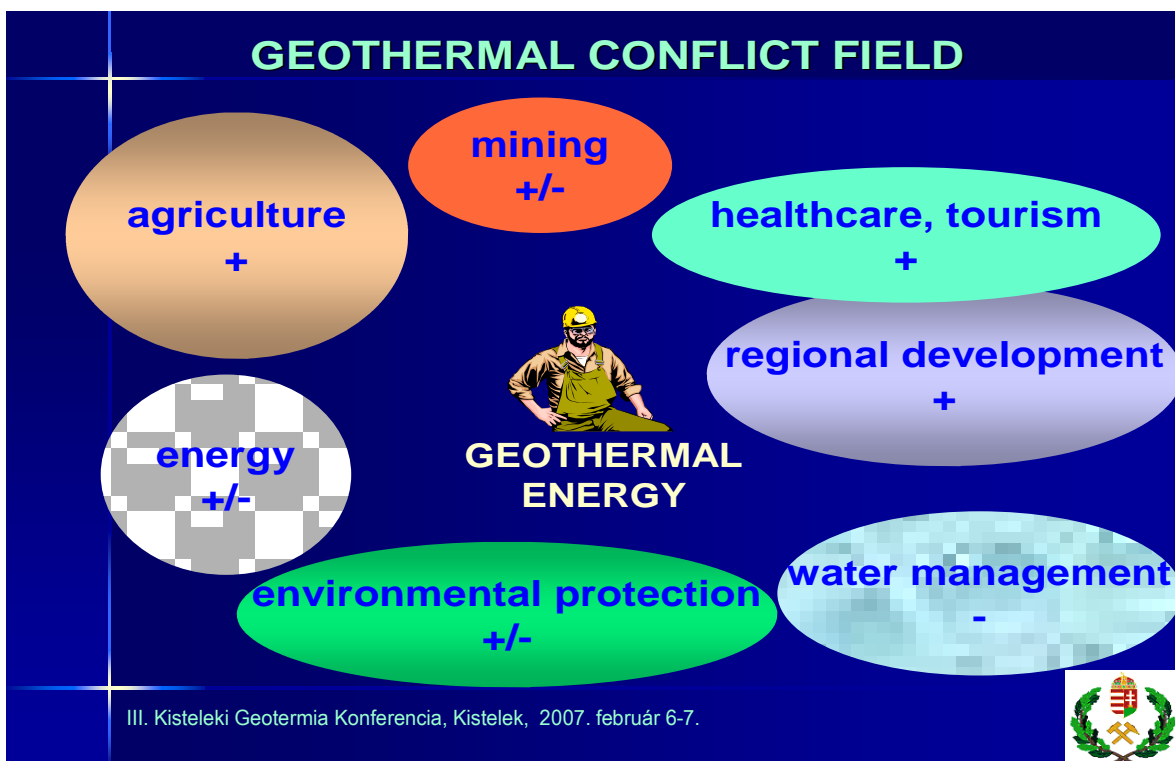 GEOTHERMAL CONFLICT FIELD
mining
+/-
agriculture
+
healthcare, tourism
+
regional development
+
energy
+/-
GEOTHERMAL
ENERGY
water management
-
environmental protection
+/-
III. Kisteleki Geotermia Konferencia, Kistelek, 2007. február 6-7.